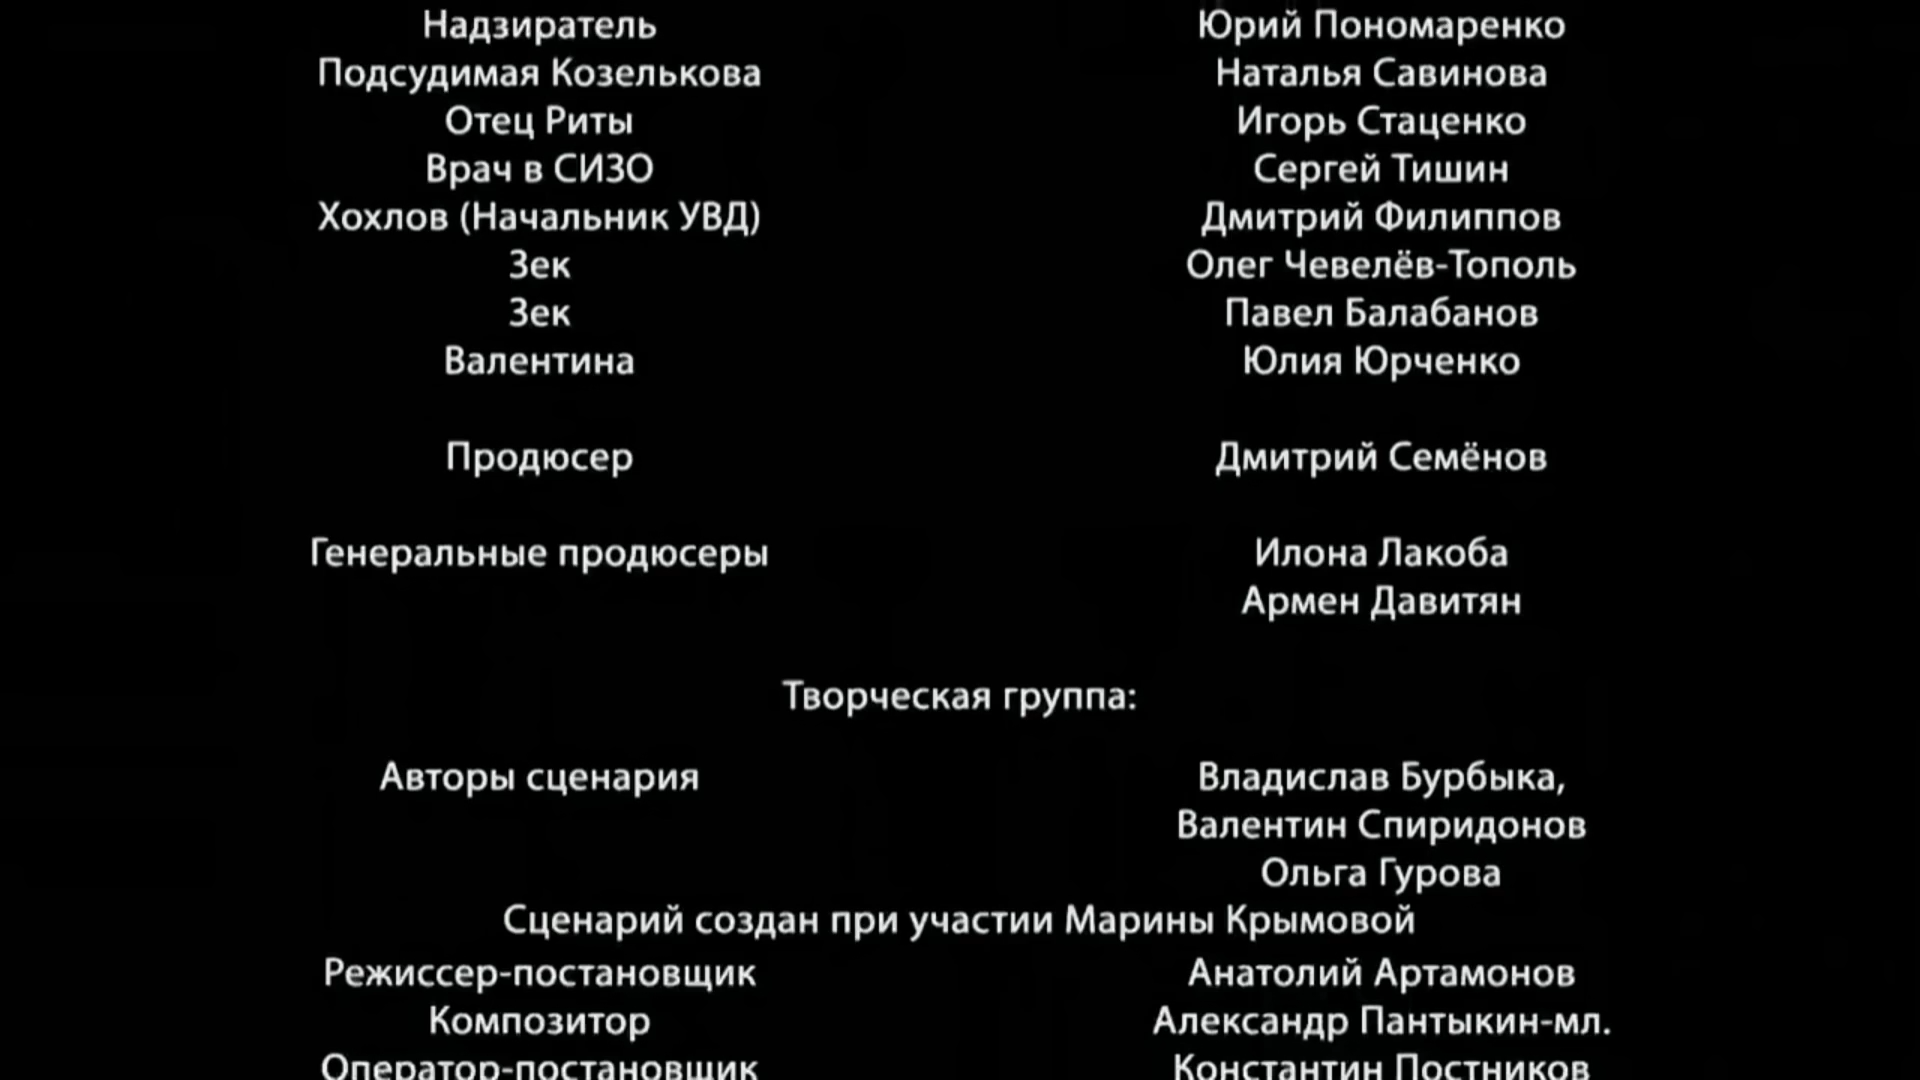 Надзиратель Юрий Пономаренко
Подсудимая Козелькова Наталья Савинова
Отец Риты Игорь Стаценко
Врач в СИЗО Сергей Тишин
Хохлов (Начальник УВД) Дмитрий Филиппов
Зек Олег Чевелёв-Тополь
Зек Павел Балабанов
Валентина Юлия Юрченко
Продюсер Дмитрий Семёнов
Генеральные продюсеры Илона Лакоба
Армен Давитян
Творческая группа:
Авторы сценария Владислав Бурбыка,
Валентин Спиридонов
Ольга Гурова
Сценарий создан при участии Марины Крымовой
Режиссер-постановщик Анатолий Артамонов
Композитор Александр Пантыкин-мл.
Оператор-постановщик Константин Постников